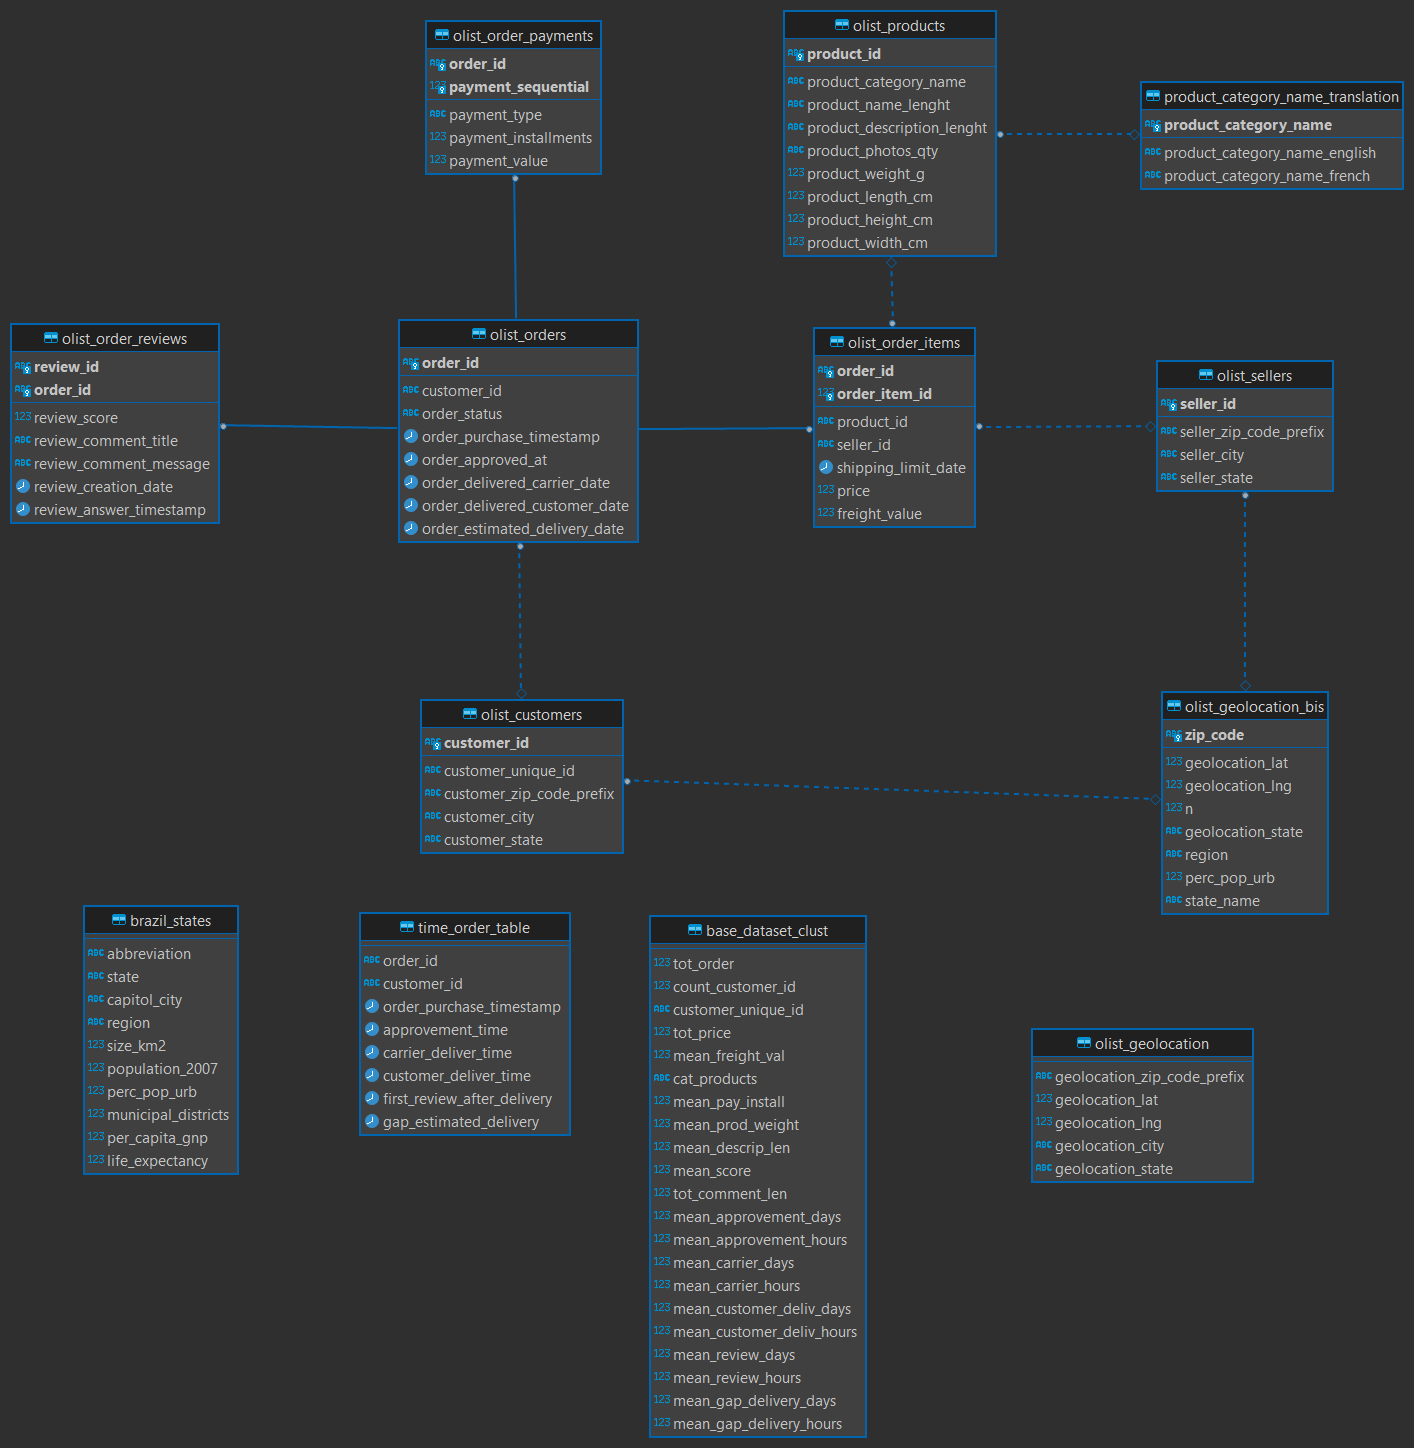 olist_order_payments
order_id
payment_sequential
payment_type
payment_installments
payment_value
olist_products
product_id
product_category_name
product_name_lenght
product_description_lenght
product_photos_qty
product_weight_g
product_length_cm
product_height_cm
product_width_cm
product_category_name_translation
product_category_name
product_category_name_english
product_category_name_french
olist_order_reviews
review_id
order_id
review_score
review_comment_title
review_comment_message
review_creation_date
review_answer_timestamp
olist_orders
order_id
customer_id
order_status
order_purchase_timestamp
order_approved_at
order_delivered_carrier_date
order_delivered_customer_date
order_estimated_delivery_date
olist_order_items
order_id
order_item_id
product_id
seller_id
shipping_limit_date
price
freight_value
olist_sellers
seller_id
seller_zip_code_prefix
seller_city
seller_state
olist_customers
customer_id
customer_unique_id
customer_zip_code_prefix
customer_city
customer_state
olist_geolocation_bis
zip_code
geolocation_lat
geolocation_lng
n
geolocation_state
region
perc_pop_urb
state_name
brazil_states
abbreviation
state
capitol_city
region
size_km2
population_2007
perc_pop_urb
municipal_districts
per_capita_gnp
life_expectancy
time_order_table
order_id
customer_id
order_purchase_timestamp
approvement_time
carrier_deliver_time
customer_deliver_time
first_review_after_delivery
gap_estimated_delivery
base_dataset_clust
tot_order
count_customer_id
customer_unique_id
tot_price
mean_freight_val
cat_products
mean_pay_install
mean_prod_weight
mean_descrip_len
mean_score
tot_comment_len
mean_approvement_days
mean_approvement_hours
mean_carrier_days
mean_carrier_hours
mean_customer_deliv_days
mean_customer_deliv_hours
mean_review_days
mean_review_hours
mean_gap_delivery_days
mean_gap_delivery_hours
olist_geolocation
geolocation_zip_code_prefix
geolocation_lat
geolocation_lng
geolocation_city
geolocation_state